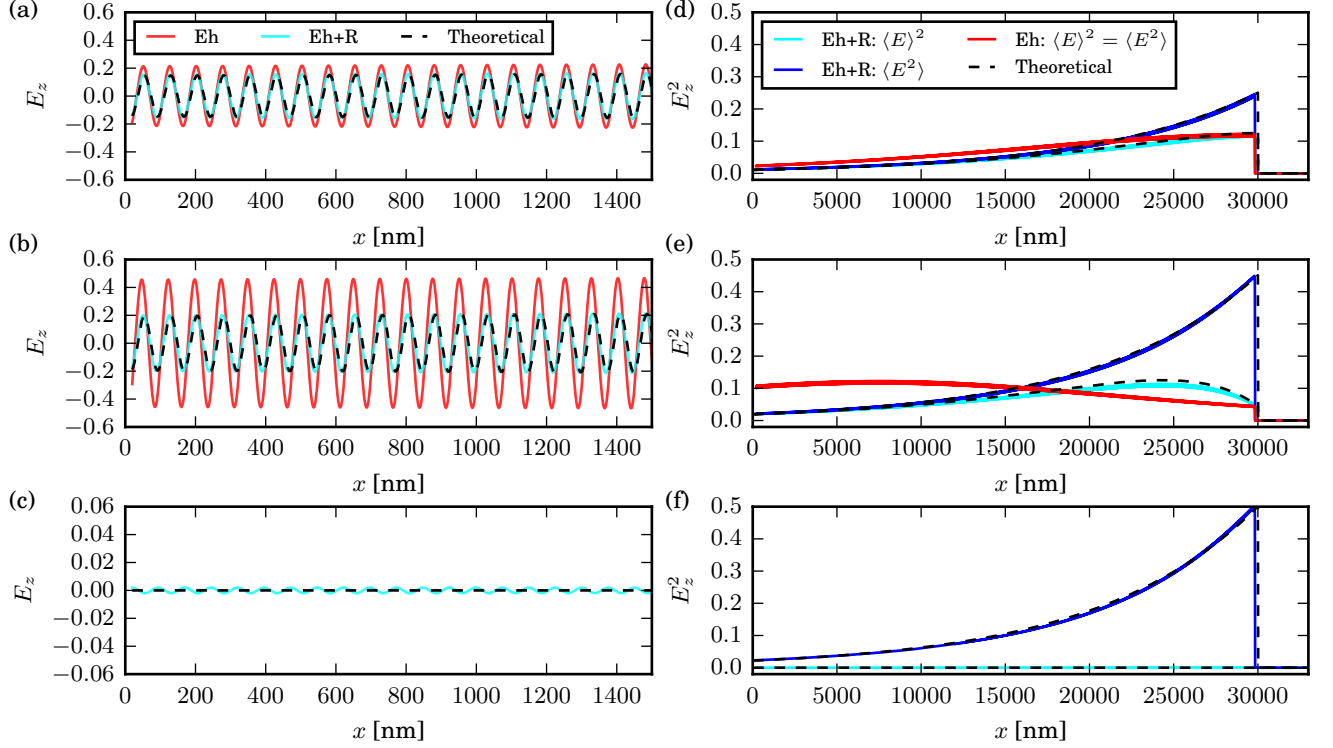 (a)
0.6
0.4
0.2
0.0
−0.2
−0.4
−0.6
E_z
Eh
Eh+R
Theoretical
0 200 400 600 800 1000 1200 1400
x [nm]
(d)
0.5
0.4
0.3
0.2
0.1
0.0
E_z^2
Eh+R: ⟨E⟩^2
Eh: ⟨E⟩^2 = ⟨E^2⟩
Eh+R: ⟨E^2⟩
Theoretical
0 5000 10000 15000 20000 25000 30000
x [nm]
(b)
0.6
0.4
0.2
0.0
−0.2
−0.4
−0.6
E_z
0 200 400 600 800 1000 1200 1400
x [nm]
(e)
0.5
0.4
0.3
0.2
0.1
0.0
E_z^2
0 5000 10000 15000 20000 25000 30000
x [nm]
(c)
0.06
0.04
0.02
0.00
−0.02
−0.04
−0.06
E_z
0 200 400 600 800 1000 1200 1400
x [nm]
(f)
0.5
0.4
0.3
0.2
0.1
0.0
E_z^2
0 5000 10000 15000 20000 25000 30000
x [nm]